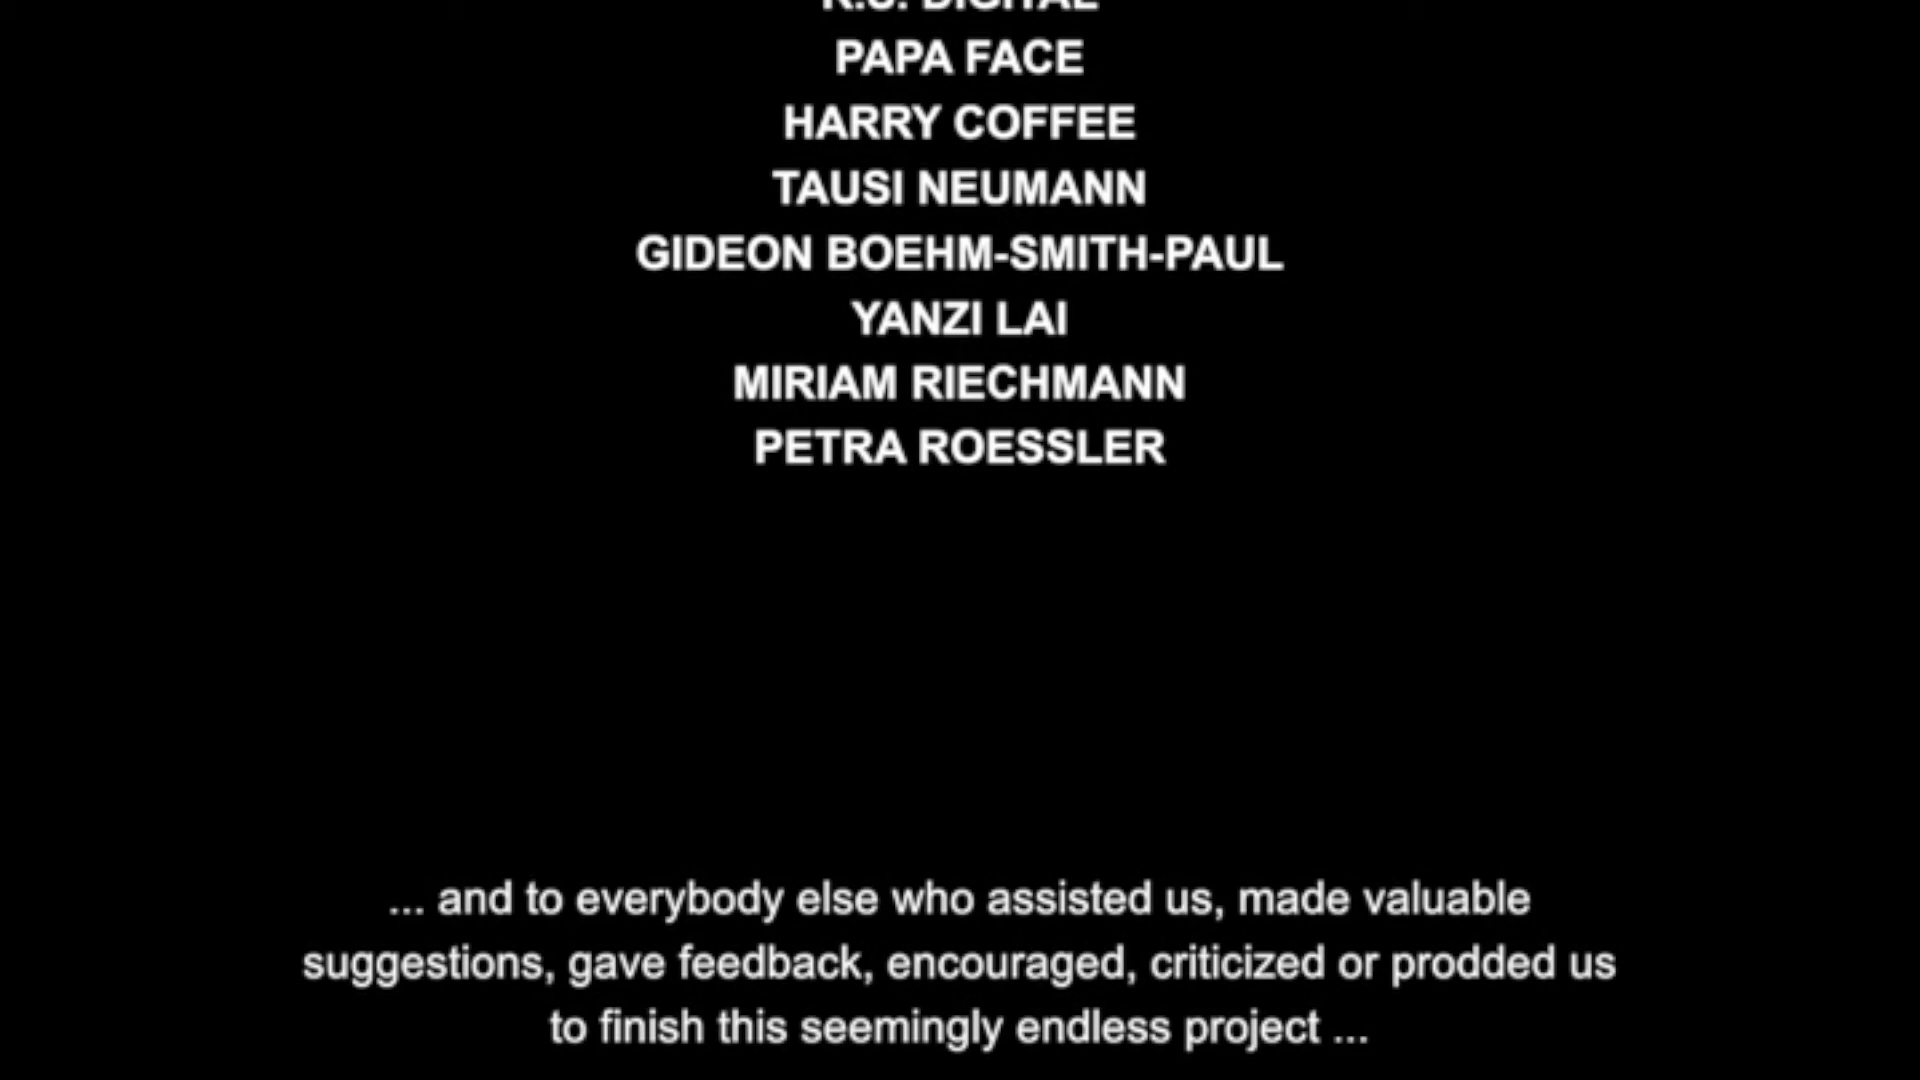 DIGITAL
PAPA FACE
HARRY COFFEE
TAUSI NEUMANN
GIDEON BOEHM-SMITH-PAUL
YANZI LAI
MIRIAM RIECHMANN
PETRA ROESSLER
... and to everybody else who assisted us, made valuable
suggestions, gave feedback, encouraged, criticized or prodded us
to finish this seemingly endless project ...